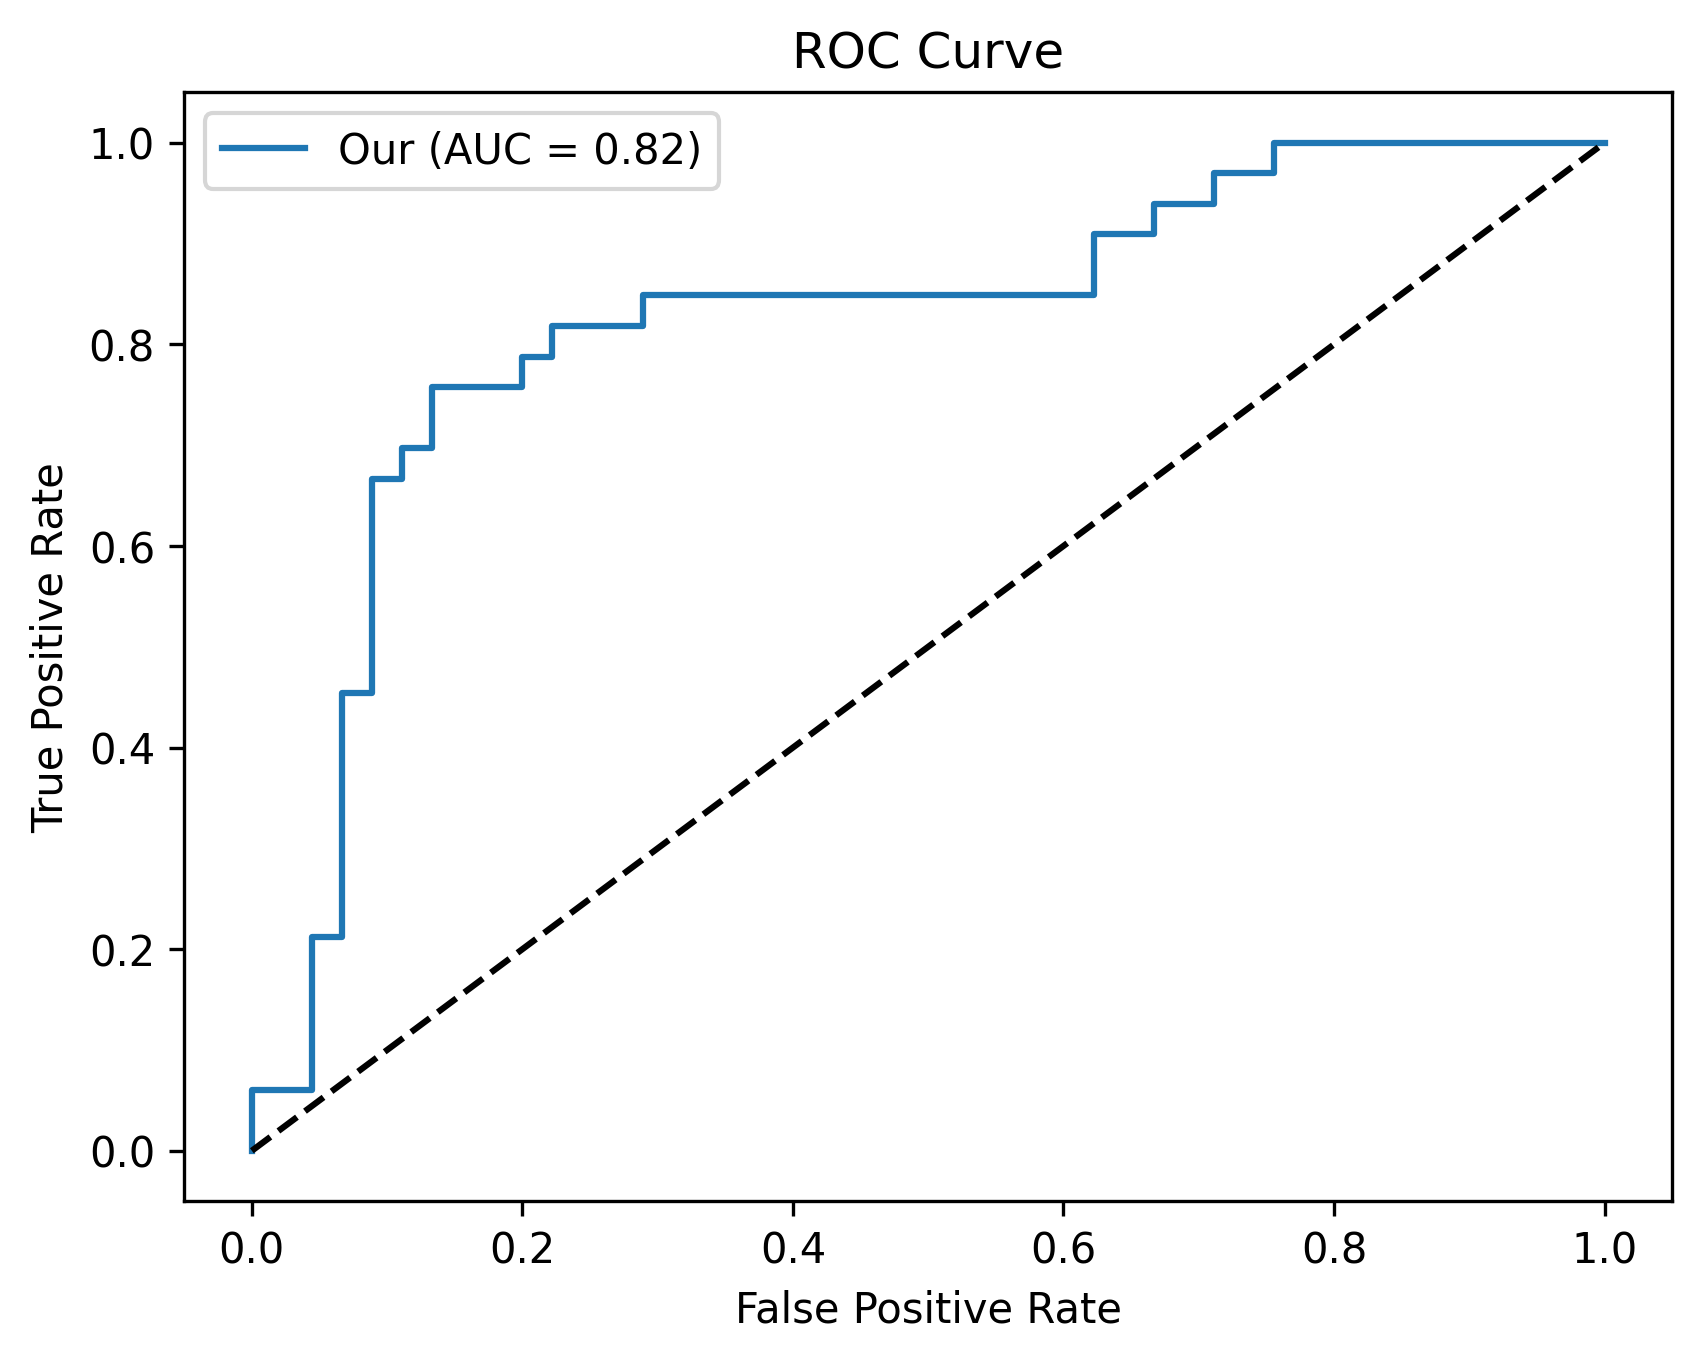 ROC Curve
Our (AUC = 0.82)
1.0
0.8
0.6
0.4
0.2
0.0
True Positive Rate
0.0 0.2 0.4 0.6 0.8 1.0
False Positive Rate